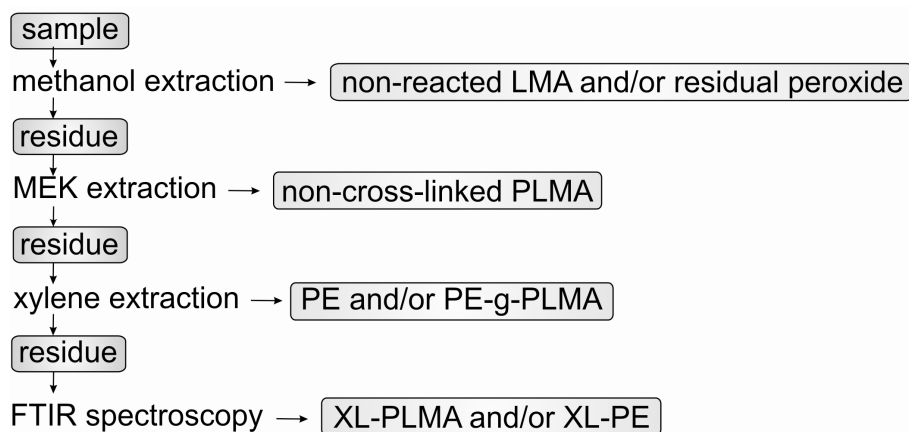 sample
methanol extraction
non-reacted LMA and/or residual peroxide
residue
MEK extraction
non-cross-linked PLMA
residue
xylene extraction
PE and/or PE-g-PLMA
residue
FTIR spectroscopy
XL-PLMA and/or XL-PE